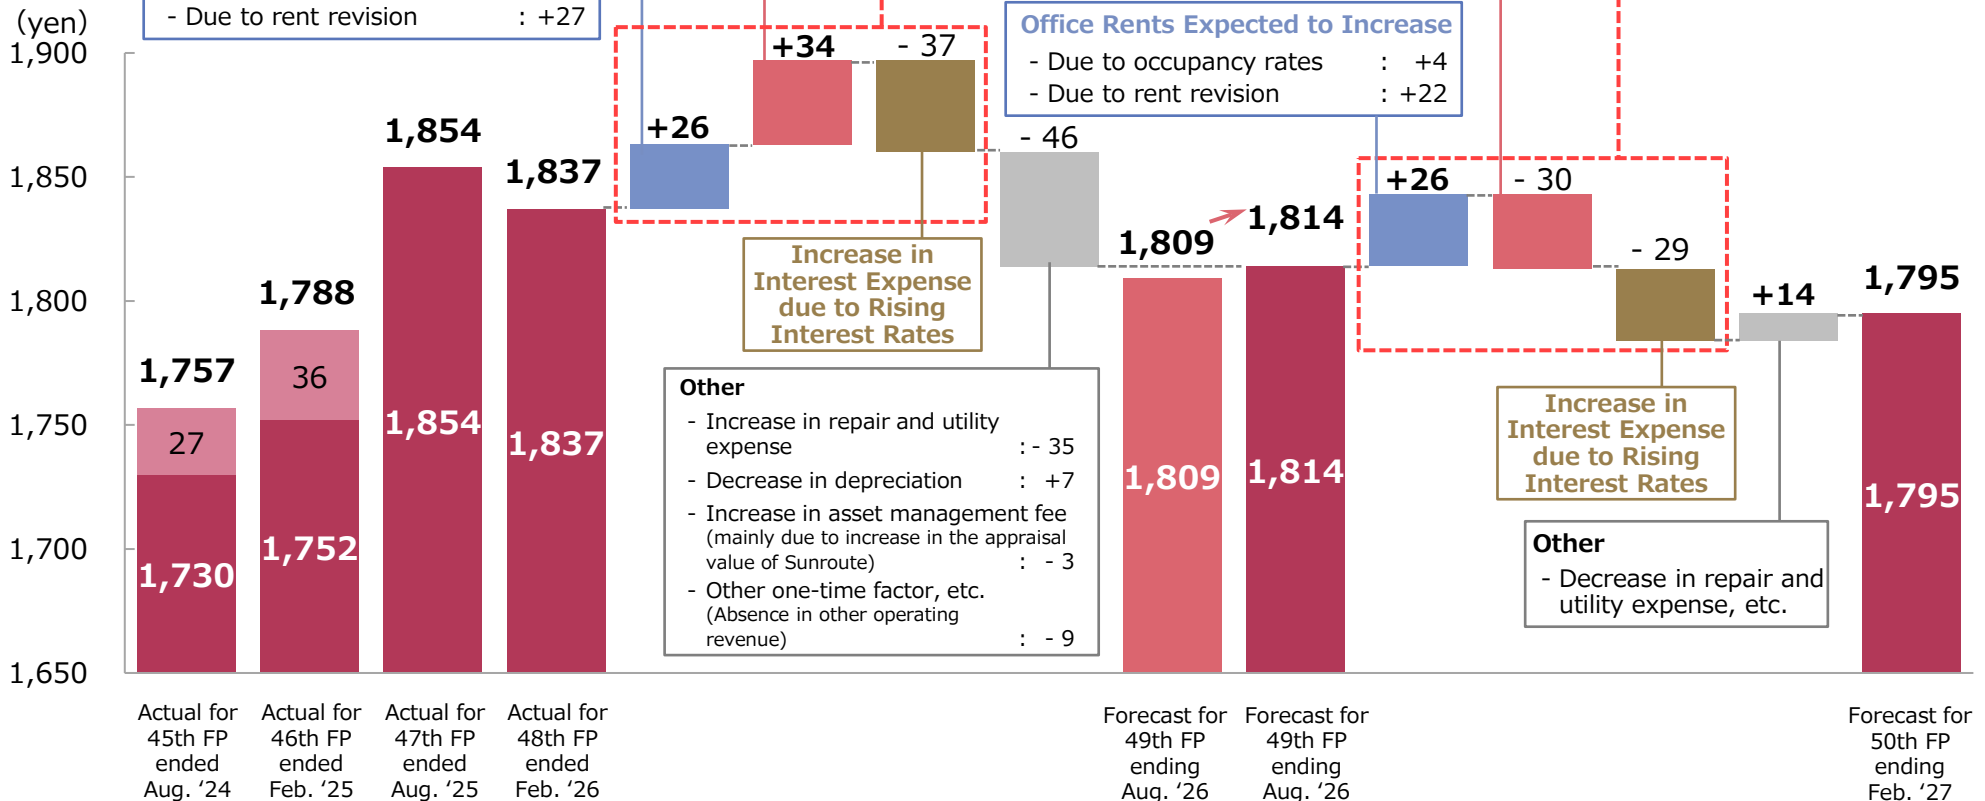 (yen)
- Due to rent revision : +27
1,900
1,850
1,800
1,750
1,700
1,650
1,757
27
1,730
1,788
36
1,752
1,854
1,854
1,837
1,837
+26
+34
- 37
Increase in
Interest Expense
due to Rising
Interest Rates
- 46
Other
- Increase in repair and utility
expense : - 35
- Decrease in depreciation : +7
- Increase in asset management fee
(mainly due to increase in the appraisal
value of Sunroute) : - 3
- Other one-time factor, etc.
(Absence in other operating
revenue) : - 9
1,809
1,809
1,814
1,814
Office Rents Expected to Increase
- Due to occupancy rates : +4
- Due to rent revision : +22
+26
- 30
- 29
Increase in
Interest Expense
due to Rising
Interest Rates
+14
Other
- Decrease in repair and
utility expense, etc.
1,795
1,795
Actual for
45th FP
ended
Aug. ‘24
Actual for
46th FP
ended
Feb. ‘25
Actual for
47th FP
ended
Aug. ‘25
Actual for
48th FP
ended
Feb. ‘26
Forecast for
49th FP
ending
Aug. ‘26
Forecast for
49th FP
ending
Aug. ‘26
Forecast for
50th FP
ending
Feb. ‘27